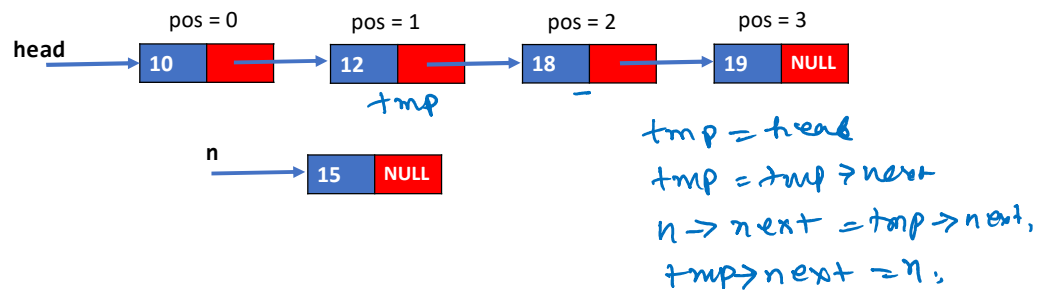 pos = 0 pos = 1 pos = 2 pos = 3
head
10 12 18 19 NULL
tmp
tmp = head
n
15 NULL
tmp = tmp → next
n → next = tmp → next,
tmp → next = n ;